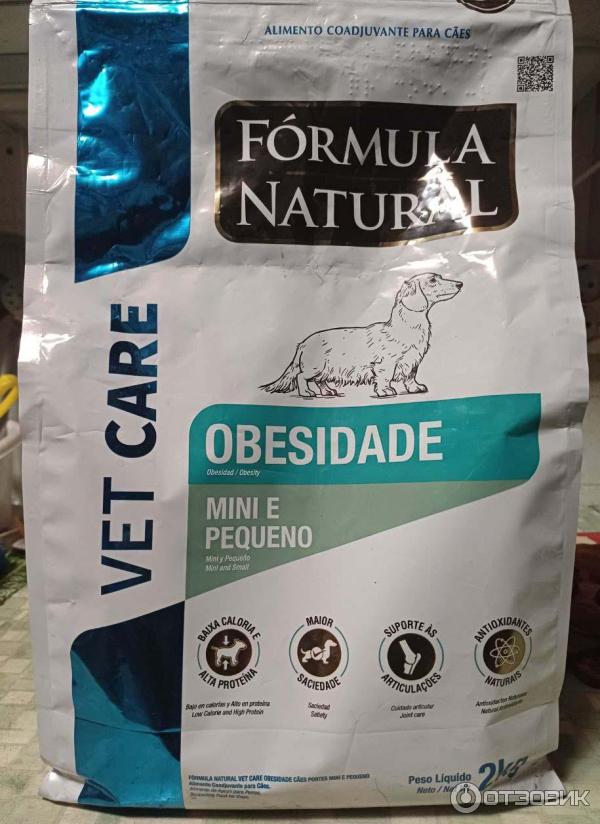 ALIMENTO COADJUVANTE PARA CÃES
FÓRMULA
NATURAL
VET CARE
OBESIDADE
Obesidad / Obesity
MINI E
PEQUENO
Mini y Pequeño
Mini and Small
BAIXA CALORIA E
ALTA PROTEÍNA
Bajo en calorías y Alto en proteína
Low Calorie and High Protein
MAIOR
SACIEDADE
Saciedad
Satiety
SUPORTE ÀS
ARTICULAÇÕES
Cuidado articular
Joint care
ANTIOXIDANTES
NATURAIS
Antioxidantes Naturales
Natural Antioxidants
FÓRMULA NATURAL VET CARE OBESIDADE CÃES PORTES MINI E PEQUENO
Alimento Coadjuvante para Cães.
Peso Líquido
Neto / Net
2kg
ОТЗОВИК